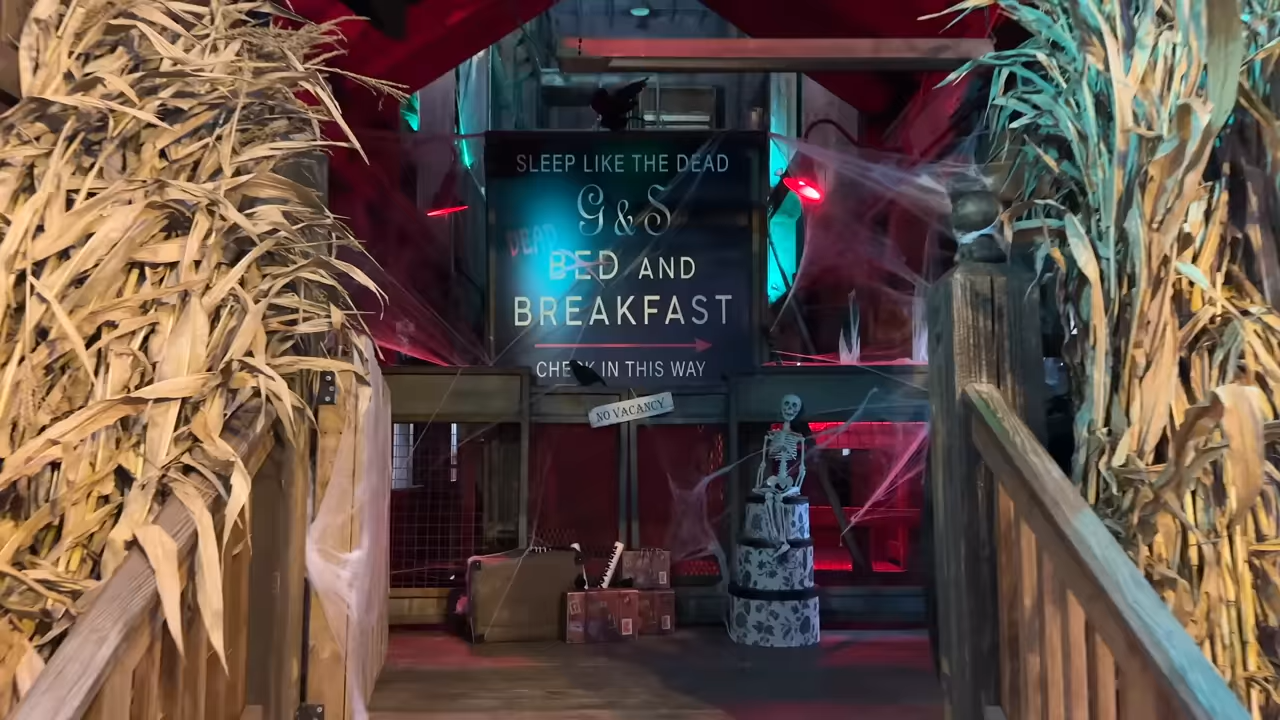 SLEEP LIKE THE DEAD
G & S
DEAD
BED AND
BREAKFAST
CHECK IN THIS WAY
NO VACANCY